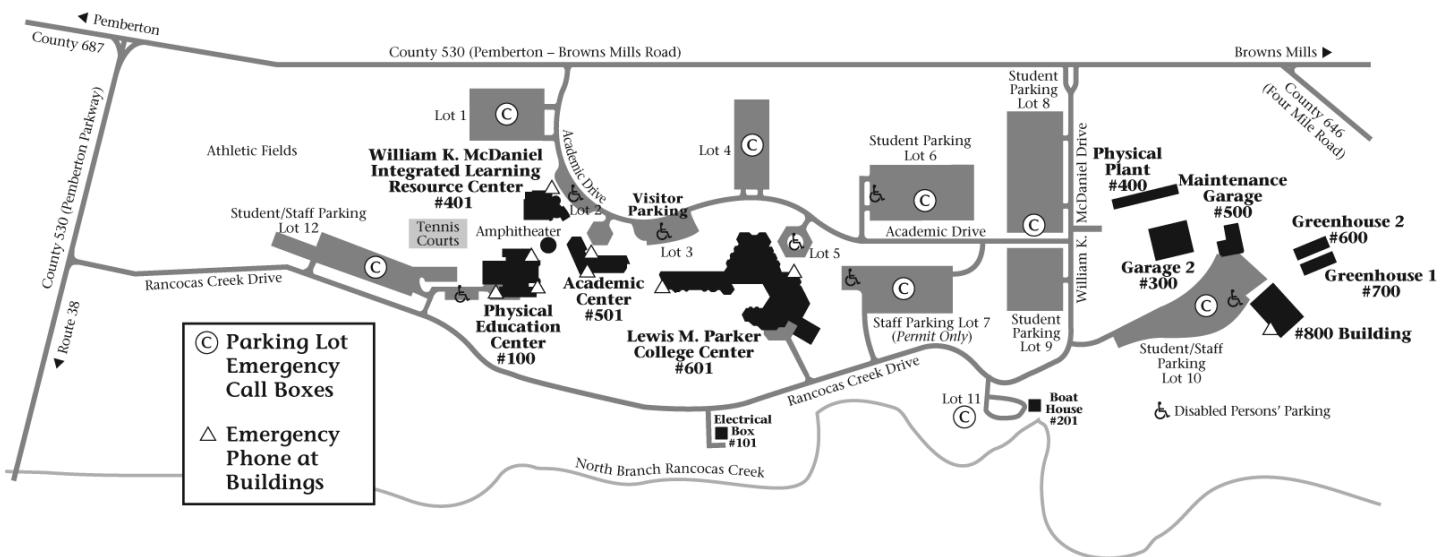 ◄ Pemberton
County 687
County 530 (Pemberton – Browns Mills Road)
Browns Mills ►
County 646
(Four Mile Road)
County 530 (Pemberton Parkway)
◄ Route 38
Athletic Fields
Lot 1
C
Academic Drive
William K. McDaniel
Integrated Learning
Resource Center
#401
Lot 2
Student/Staff Parking
Lot 12
C
Tennis
Courts
Amphitheater
Rancocas Creek Drive
Physical
Education
Center
#100
Academic
Center
#501
Visitor
Parking
Lot 3
Lot 4
C
Lewis M. Parker
College Center
#601
Lot 5
Student Parking
Lot 6
C
Academic Drive
C
Staff Parking Lot 7
(Permit Only)
Student
Parking
Lot 8
C
Student
Parking
Lot 9
William K. McDaniel Drive
Physical
Plant
#400
Maintenance
Garage
#500
Garage 2
#300
Greenhouse 2
#600
Greenhouse 1
#700
C
#800 Building
Student/Staff
Parking
Lot 10
Disabled Persons' Parking
Rancocas Creek Drive
Lot 11
C
Boat
House
#201
Electrical
Box
#101
North Branch Rancocas Creek
C Parking Lot
Emergency
Call Boxes
△ Emergency
Phone at
Buildings